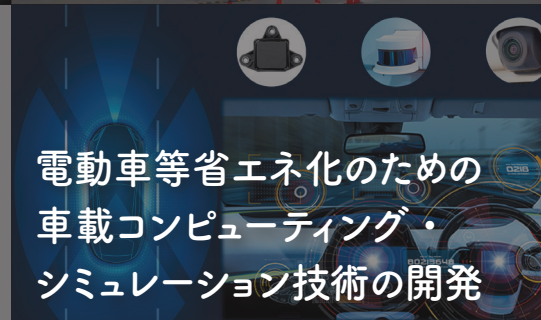 電動車等省エネ化のための
車載コンピューティング・
シミュレーション技術の開発